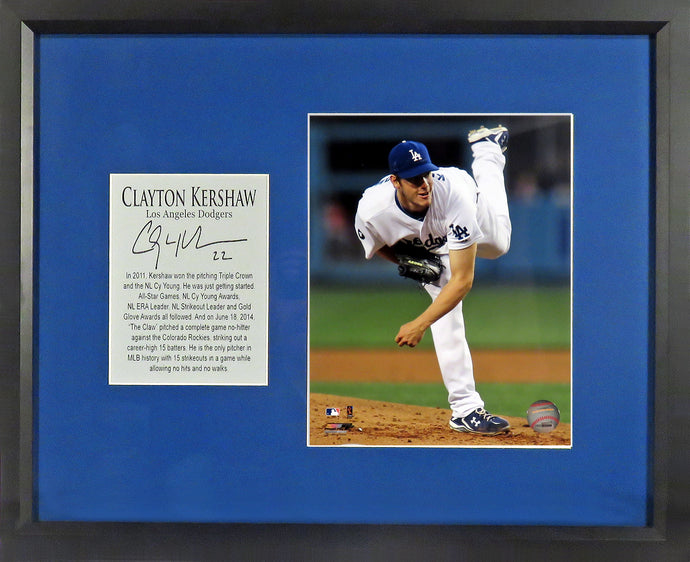 CLAYTON KERSHAW
Los Angeles Dodgers
22
In 2011, Kershaw won the pitching Triple Crown
and the NL Cy Young. He was just getting started.
All-Star Games, NL Cy Young Awards,
NL ERA Leader, NL Strikeout Leader and Gold
Glove Awards all followed. And on June 18, 2014,
"The Claw" pitched a complete game no-hitter
against the Colorado Rockies, striking out a
career-high 15 batters. He is the only pitcher in
MLB history with 15 strikeouts in a game while
allowing no hits and no walks.
LA
Dodgers
LA